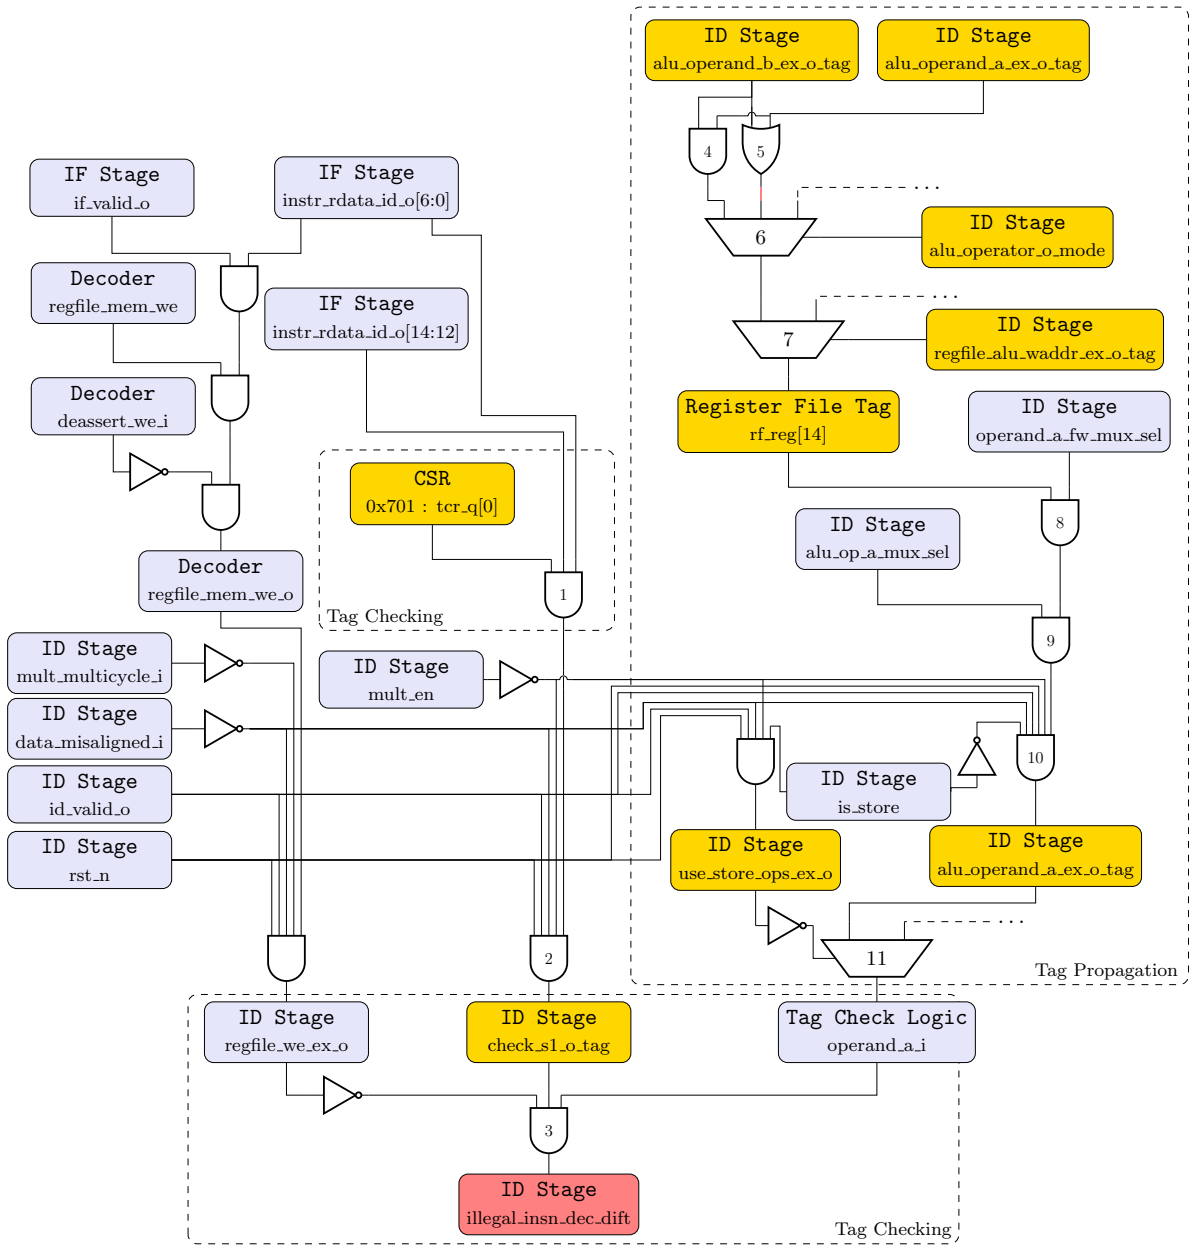 ID Stage
alu_operand_b_ex_o_tag
ID Stage
alu_operand_a_ex_o_tag
4
5
IF Stage
if_valid_o
IF Stage
instr_rdata_id_o[6:0]
...
6
ID Stage
alu_operator_o_mode
Decoder
regfile_mem_we
IF Stage
instr_rdata_id_o[14:12]
...
7
ID Stage
regfile_alu_waddr_ex_o_tag
Decoder
deassert_we_i
Register File Tag
rf_reg[14]
ID Stage
operand_a_fw_mux_sel
CSR
0x701 : tcr_q[0]
8
ID Stage
alu_op_a_mux_sel
Decoder
regfile_mem_we_o
1
Tag Checking
9
ID Stage
mult_multicycle_i
ID Stage
mult_en
ID Stage
data_misaligned_i
10
ID Stage
id_valid_o
ID Stage
is_store
ID Stage
rst_n
ID Stage
use_store_ops_ex_o
ID Stage
alu_operand_a_ex_o_tag
...
2
11
Tag Propagation
ID Stage
regfile_we_ex_o
ID Stage
check_s1_o_tag
Tag Check Logic
operand_a_i
3
ID Stage
illegal_insn_dec_dift
Tag Checking